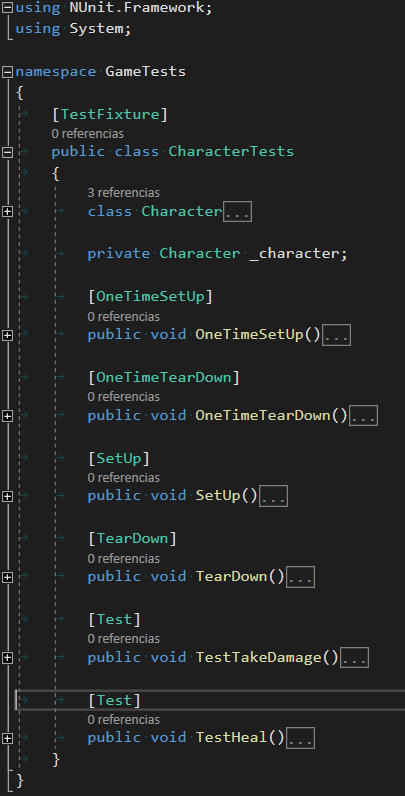 using NUnit.Framework;
using System;
namespace GameTests
{
[TestFixture]
0 referencias
public class CharacterTests
{
3 referencias
class Character...
private Character _character;
[OneTimeSetUp]
0 referencias
public void OneTimeSetUp()...
[OneTimeTearDown]
0 referencias
public void OneTimeTearDown()...
[SetUp]
0 referencias
public void SetUp()...
[TearDown]
0 referencias
public void TearDown()...
[Test]
0 referencias
public void TestTakeDamage()...
[Test]
0 referencias
public void TestHeal()...
}
}